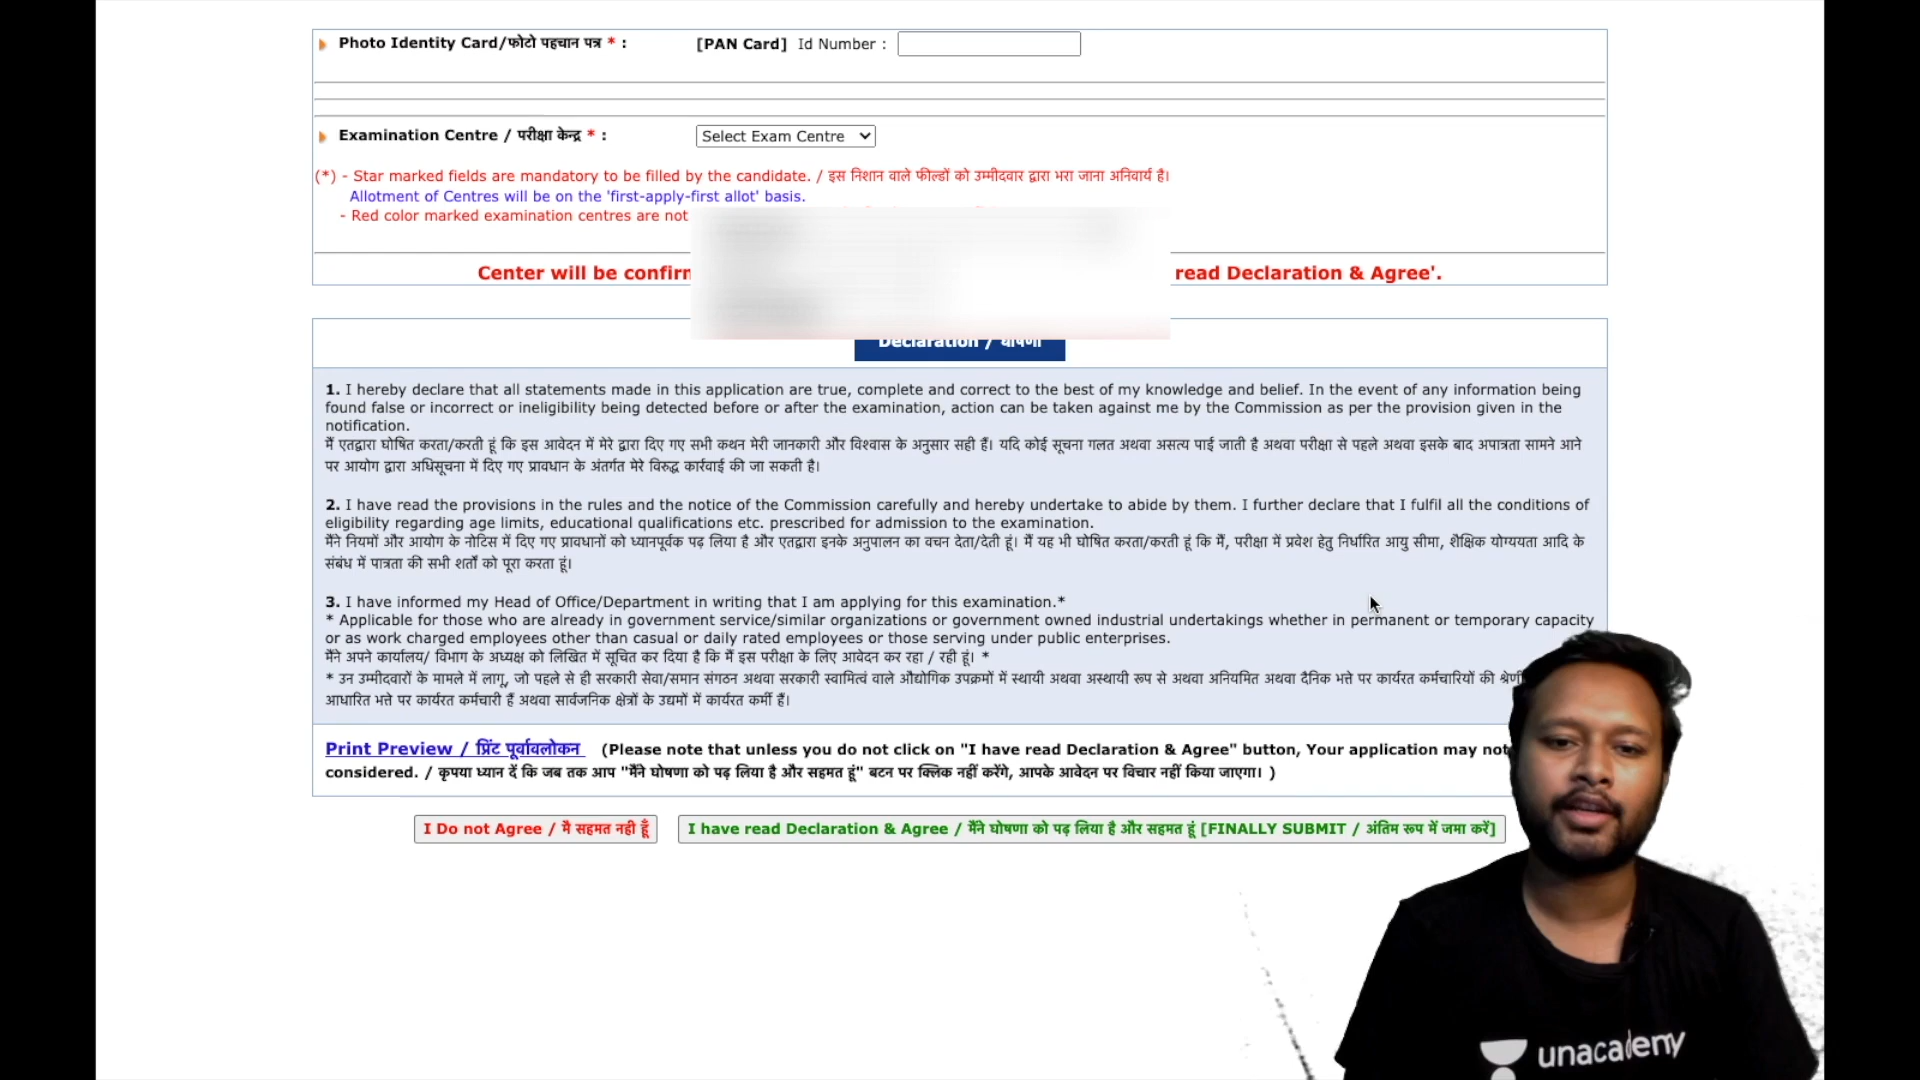 Photo Identity Card/फोटो पहचान पत्र * : [PAN Card] Id Number :
Examination Centre / परीक्षा केन्द्र * : Select Exam Centre
(*) - Star marked fields are mandatory to be filled by the candidate. / इस निशान वाले फील्डों को उम्मीदवार द्वारा भरा जाना अनिवार्य है।
Allotment of Centres will be on the 'first-apply-first allot' basis.
- Red color marked examination centres are not
Center will be confirm read Declaration & Agree'.
Declaration / घोषणा
1. I hereby declare that all statements made in this application are true, complete and correct to the best of my knowledge and belief. In the event of any information being
found false or incorrect or ineligibility being detected before or after the examination, action can be taken against me by the Commission as per the provision given in the
notification.
मैं एतद्वारा घोषित करता/करती हूं कि इस आवेदन में मेरे द्वारा दिए गए सभी कथन मेरी जानकारी और विश्वास के अनुसार सही हैं। यदि कोई सूचना गलत अथवा असत्य पाई जाती है अथवा परीक्षा से पहले अथवा इसके बाद अपात्रता सामने आने
पर आयोग द्वारा अधिसूचना में दिए गए प्रावधान के अंतर्गत मेरे विरुद्ध कार्रवाई की जा सकती है।
2. I have read the provisions in the rules and the notice of the Commission carefully and hereby undertake to abide by them. I further declare that I fulfil all the conditions of
eligibility regarding age limits, educational qualifications etc. prescribed for admission to the examination.
मैंने नियमों और आयोग के नोटिस में दिए गए प्रावधानों को ध्यानपूर्वक पढ़ लिया है और एतद्वारा इनके अनुपालन का वचन देता/देती हूं। मैं यह भी घोषित करता/करती हूं कि मैं, परीक्षा में प्रवेश हेतु निर्धारित आयु सीमा, शैक्षिक योग्ययता आदि के
संबंध में पात्रता की सभी शर्तों को पूरा करता हूं।
3. I have informed my Head of Office/Department in writing that I am applying for this examination.*
* Applicable for those who are already in government service/similar organizations or government owned industrial undertakings whether in permanent or temporary capacity
or as work charged employees other than casual or daily rated employees or those serving under public enterprises.
मैंने अपने कार्यालय/ विभाग के अध्यक्ष को लिखित में सूचित कर दिया है कि मैं इस परीक्षा के लिए आवेदन कर रहा / रही हूं। *
* उन उम्मीदवारों के मामले में लागू, जो पहले से ही सरकारी सेवा/समान संगठन अथवा सरकारी स्वामित्वं वाले औद्योगिक उपक्रमों में स्थायी अथवा अस्थायी रूप से अथवा अनियमित अथवा दैनिक भत्ते पर कार्यरत कर्मचारियों की
आधारित भत्ते पर कार्यरत कर्मचारी हैं अथवा सार्वजनिक क्षेत्रों के उद्यमों में कार्यरत कर्मी हैं।
Print Preview / प्रिंट पूर्वावलोकन (Please note that unless you do not click on "I have read Declaration & Agree" button, Your application may not
considered. / कृपया ध्यान दें कि जब तक आप "मैंने घोषणा को पढ़ लिया है और सहमत हूं" बटन पर क्लिक नहीं करेंगे, आपके आवेदन पर विचार नहीं किया जाएगा। )
I Do not Agree / मै सहमत नही हूँ I have read Declaration & Agree / मैंने घोषणा को पढ़ लिया है और सहमत हूं [FINALLY SUBMIT / अंतिम रूप में जमा करें]
unacademy